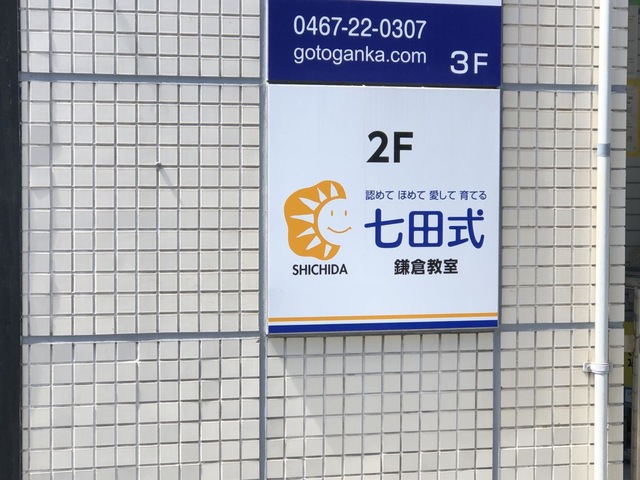 0467-22-0307
gotoganka.com
3F
2F
認めて ほめて 愛して 育てる
七田式
SHICHIDA
鎌倉教室